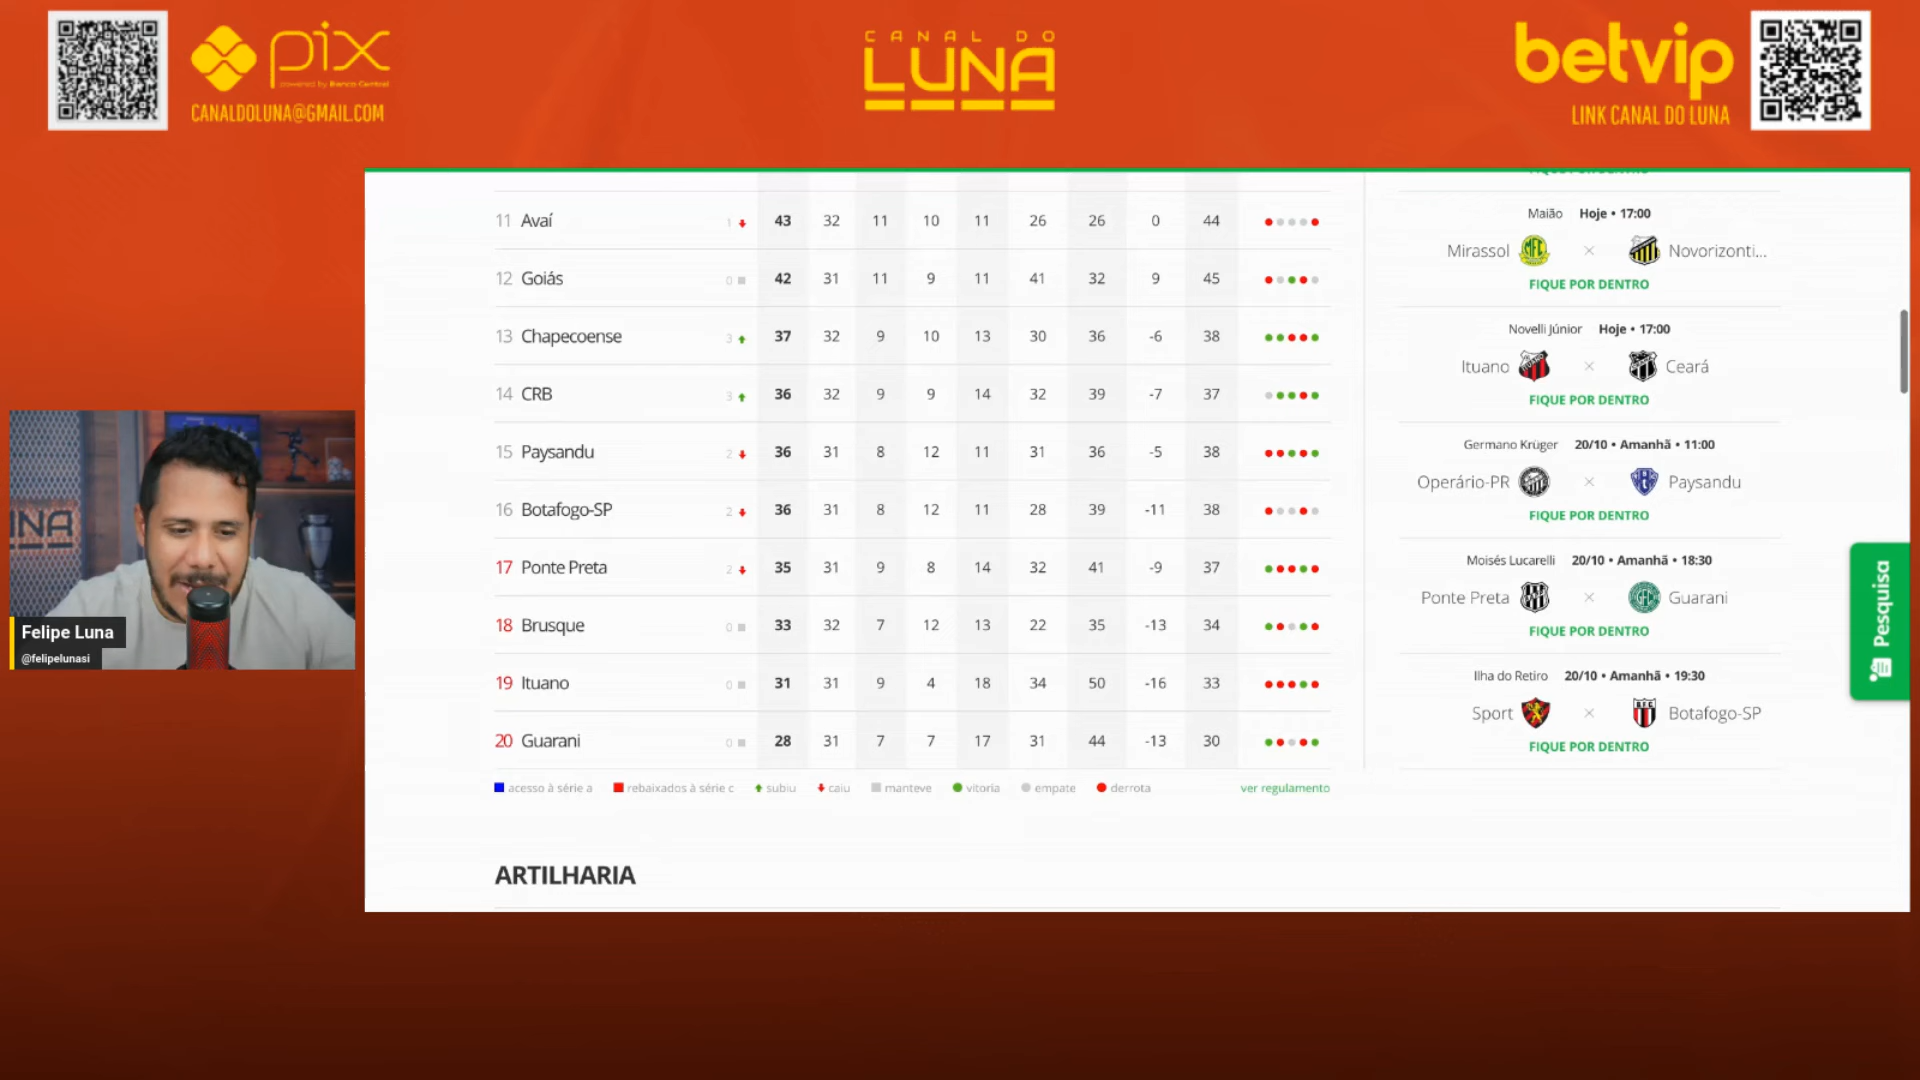 pix
powered by Banco Central
CANALDOLUNA@GMAIL.COM
CANAL DO
LUNA
betvip
LINK CANAL DO LUNA
11 Avaí 1 43 32 11 10 11 26 26 0 44
12 Goiás 0 42 31 11 9 11 41 32 9 45
13 Chapecoense 3 37 32 9 10 13 30 36 -6 38
14 CRB 3 36 32 9 9 14 32 39 -7 37
15 Paysandu 2 36 31 8 12 11 31 36 -5 38
16 Botafogo-SP 2 36 31 8 12 11 28 39 -11 38
17 Ponte Preta 2 35 31 9 8 14 32 41 -9 37
18 Brusque 0 33 32 7 12 13 22 35 -13 34
19 Ituano 0 31 31 9 4 18 34 50 -16 33
20 Guarani 0 28 31 7 7 17 31 44 -13 30
acesso à série a rebaixados à série c subiu caiu manteve vitoria empate derrota ver regulamento
ARTILHARIA
FIQUE POR DENTRO
Maião Hoje • 17:00
Mirassol × Novorizonti...
FIQUE POR DENTRO
Novelli Júnior Hoje • 17:00
Ituano × Ceará
FIQUE POR DENTRO
Germano Krüger 20/10 • Amanhã • 11:00
Operário-PR × Paysandu
FIQUE POR DENTRO
Moisés Lucarelli 20/10 • Amanhã • 18:30
Ponte Preta × Guarani
FIQUE POR DENTRO
Ilha do Retiro 20/10 • Amanhã • 19:30
Sport × Botafogo-SP
FIQUE POR DENTRO
Pesquisa
UNA
Felipe Luna
@felipelunasi